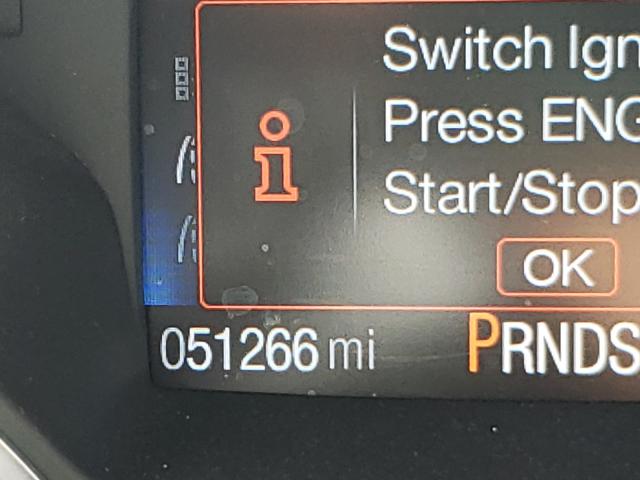 Switch Ign
Press ENG
Start/Stop
OK
051266 mi PRNDS